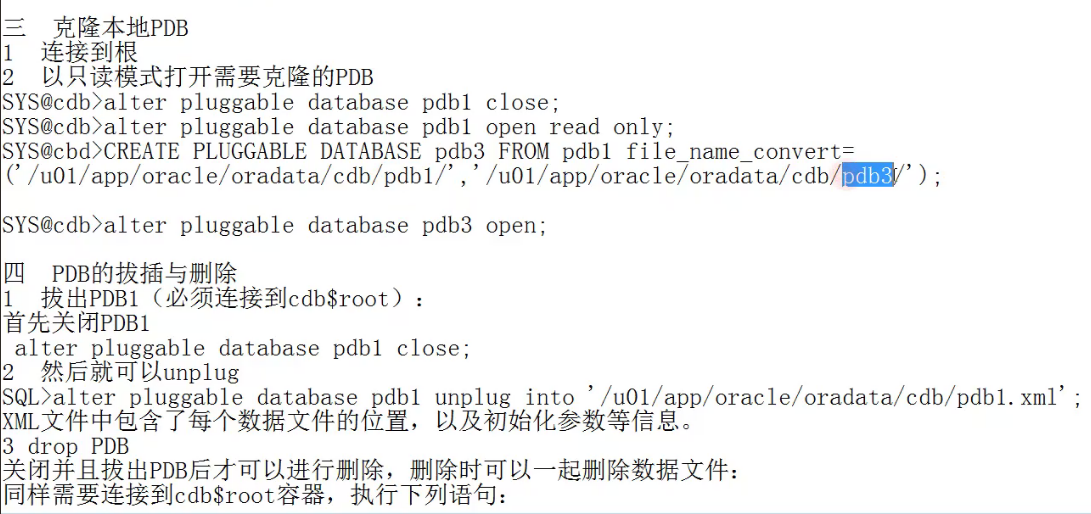 三 克隆本地PDB
1 连接到根
2 以只读模式打开需要克隆的PDB
SYS@cdb>alter pluggable database pdb1 close;
SYS@cdb>alter pluggable database pdb1 open read only;
SYS@cbd>CREATE PLUGGABLE DATABASE pdb3 FROM pdb1 file_name_convert=
('/u01/app/oracle/oradata/cdb/pdb1/','/u01/app/oracle/oradata/cdb/pdb3/');
SYS@cdb>alter pluggable database pdb3 open;
四 PDB的拔插与删除
1 拔出PDB1（必须连接到cdb$root）:
首先关闭PDB1
alter pluggable database pdb1 close;
2 然后就可以unplug
SQL>alter pluggable database pdb1 unplug into '/u01/app/oracle/oradata/cdb/pdb1.xml';
XML文件中包含了每个数据文件的位置，以及初始化参数等信息。
3 drop PDB
关闭并且拔出PDB后才可以进行删除，删除时可以一起删除数据文件：
同样需要连接到cdb$root容器，执行下列语句：